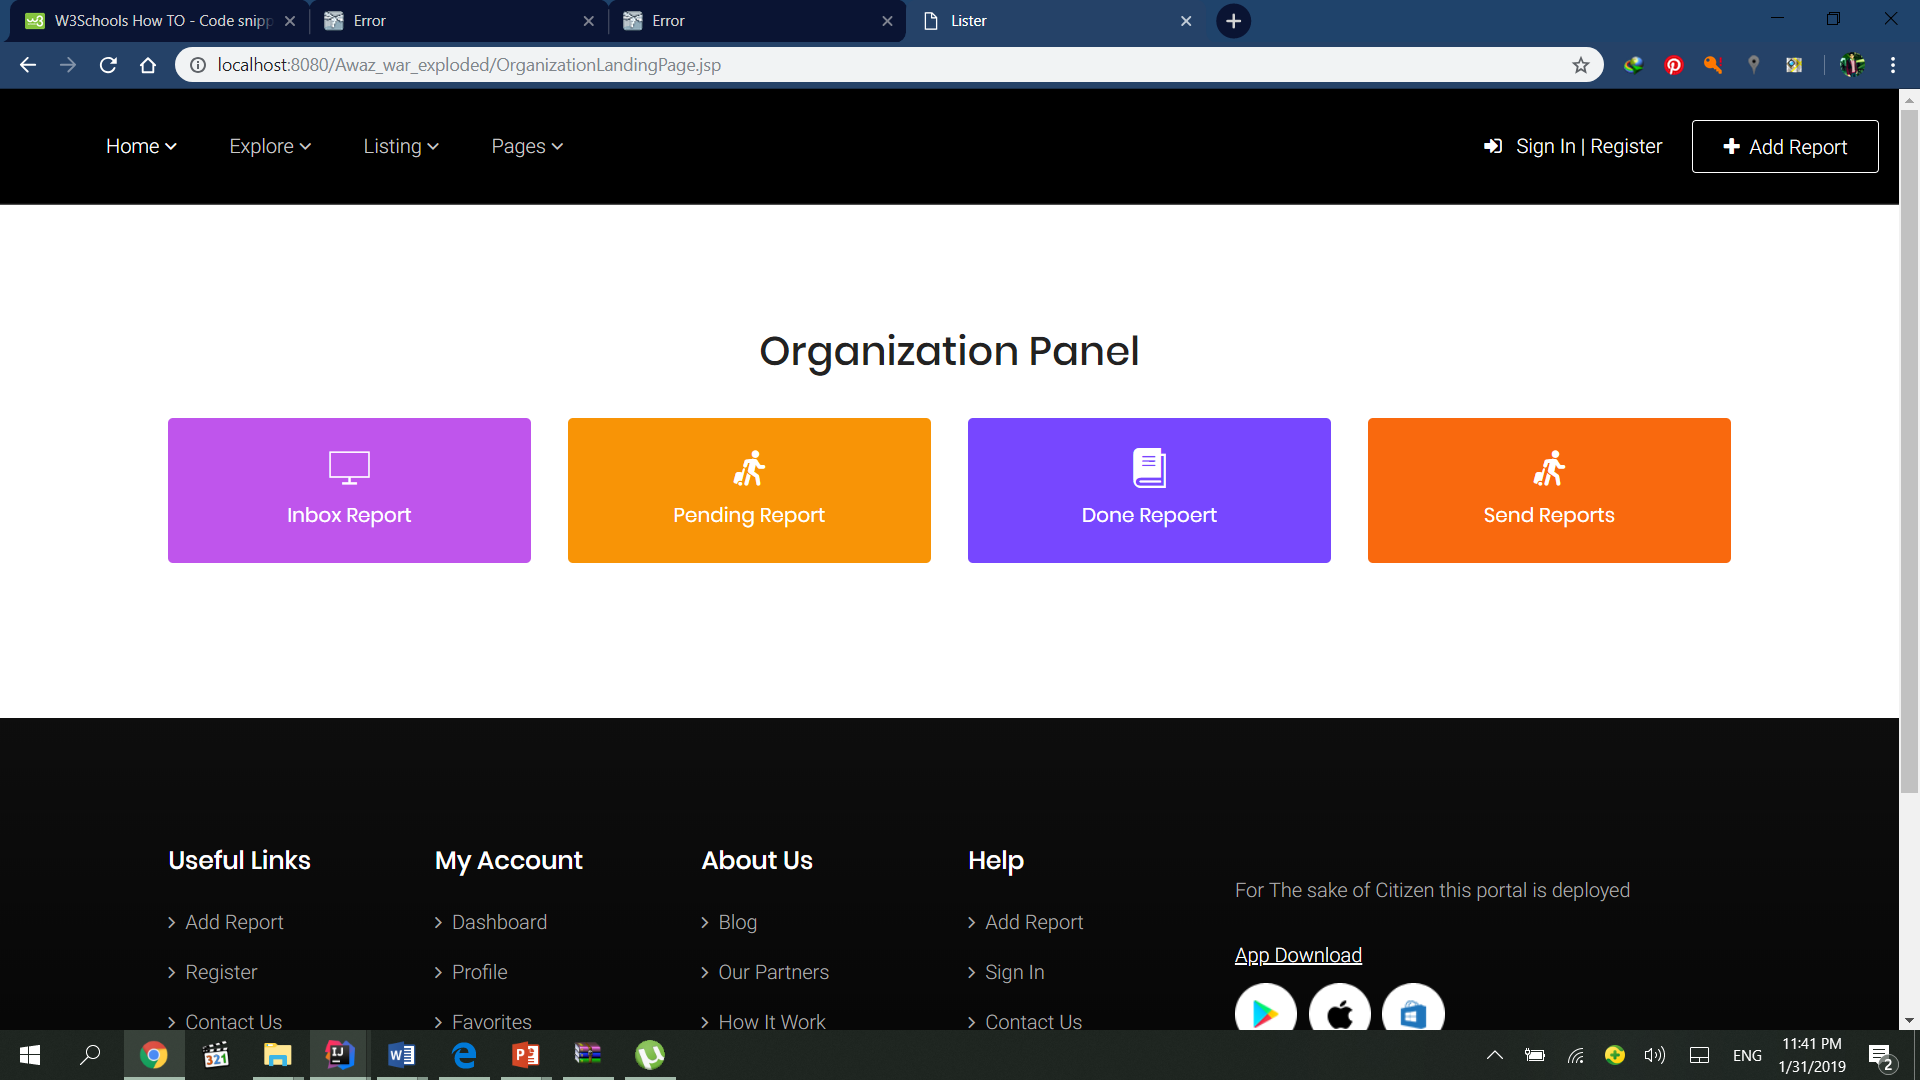 W3Schools How TO - Code snipp
Error
Error
Lister
localhost:8080/Awaz_war_exploded/OrganizationLandingPage.jsp
Home
Explore
Listing
Pages
Sign In | Register
Add Report
Organization Panel
Inbox Report
Pending Report
Done Repoert
Send Reports
Useful Links
Add Report
Register
Contact Us
My Account
Dashboard
Profile
Favorites
About Us
Blog
Our Partners
How It Work
Help
Add Report
Sign In
Contact Us
For The sake of Citizen this portal is deployed
App Download
321
IJ
ENG
11:41 PM
1/31/2019
2